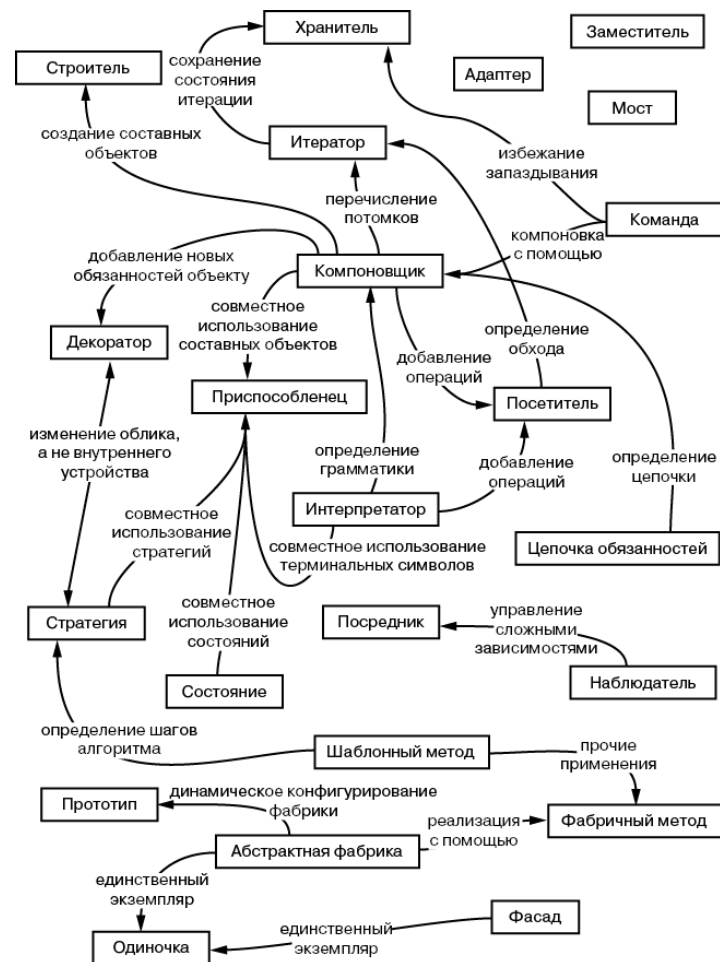 Хранитель
Заместитель
сохранение
состояния
итерации
Строитель
Адаптер
Мост
создание составных
объектов
Итератор
избежание
запаздывания
перечисление
потомков
Команда
компоновка
с помощью
добавление новых
обязанностей объекту
Компоновщик
совместное
использование
составных объектов
определение
обхода
Декоратор
добавление
операций
Приспособленец
Посетитель
изменение облика,
а не внутреннего
устройства
определение
грамматики
добавление
операций
определение
цепочки
совместное
использование
стратегий
Интерпретатор
совместное использование
терминальных символов
Цепочка обязанностей
Стратегия
совместное
использование
состояний
Посредник
управление
сложными
зависимостями
Состояние
Наблюдатель
определение шагов
алгоритма
Шаблонный метод
прочие
применения
Прототип
динамическое конфигурирование
фабрики
реализация
с помощью
Фабричный метод
Абстрактная фабрика
единственный
экземпляр
Фасад
единственный
экземпляр
Одиночка